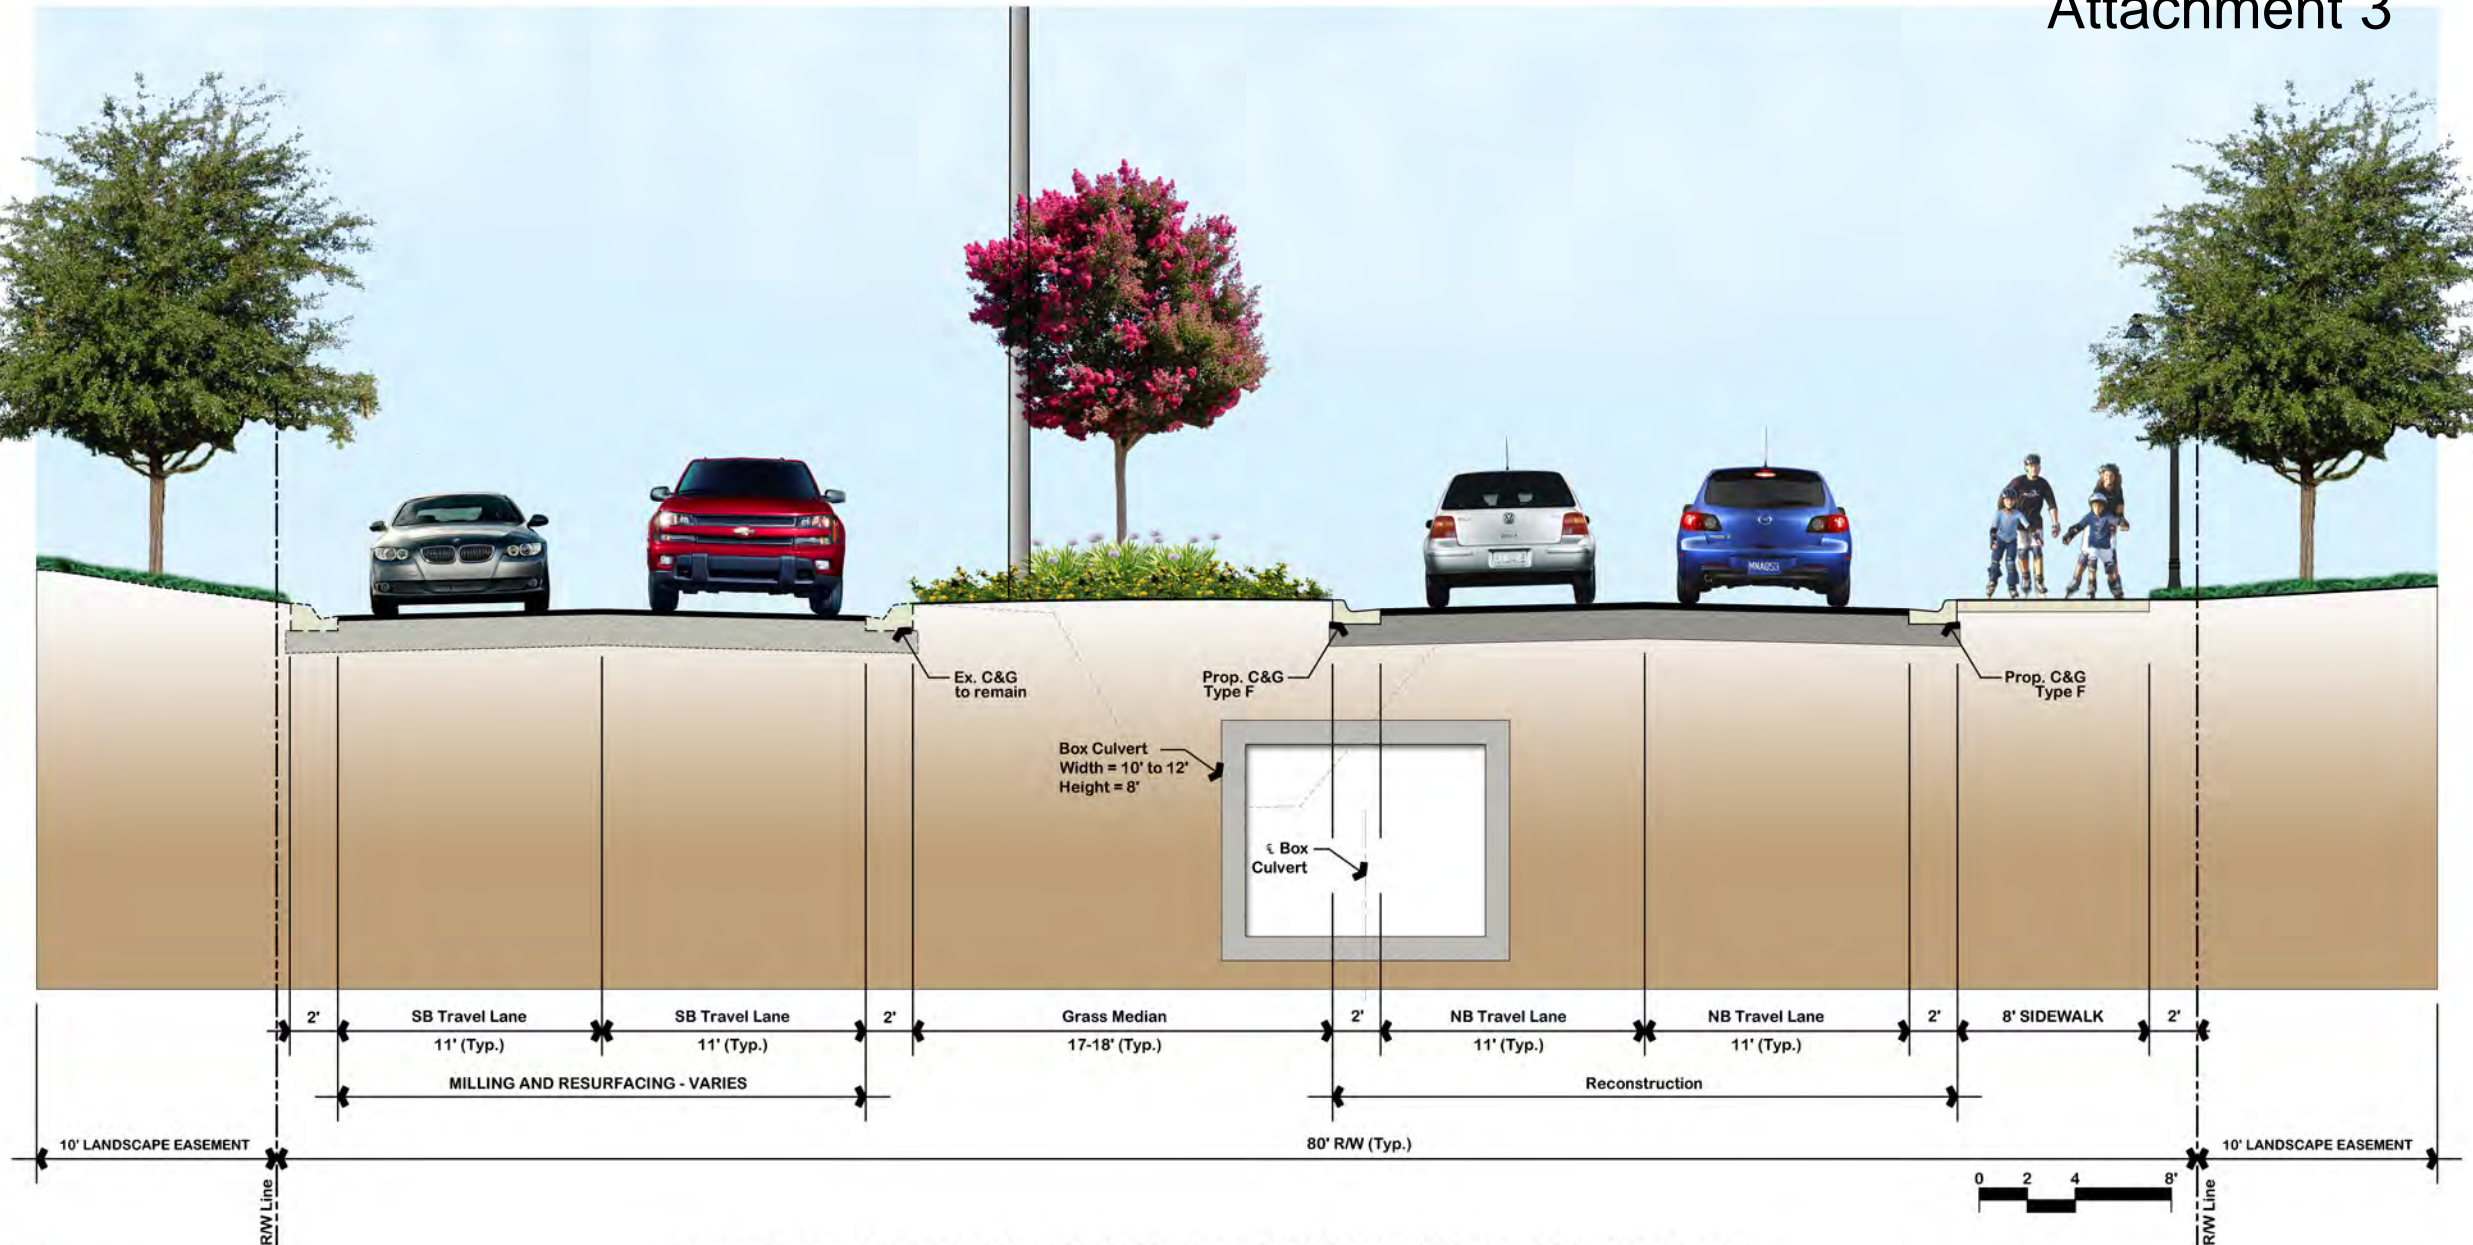 Attachment 3
Ex. C&G
to remain
Prop. C&G
Type F
Prop. C&G
Type F
Box Culvert
Width = 10' to 12'
Height = 8'
℄ Box
Culvert
MNAQ53
2'
SB Travel Lane
11' (Typ.)
SB Travel Lane
11' (Typ.)
2'
Grass Median
17-18' (Typ.)
2'
NB Travel Lane
11' (Typ.)
NB Travel Lane
11' (Typ.)
2'
8' SIDEWALK
2'
MILLING AND RESURFACING - VARIES
Reconstruction
10' LANDSCAPE EASEMENT
80' R/W (Typ.)
10' LANDSCAPE EASEMENT
0 2 4 8'
R/W Line
R/W Line